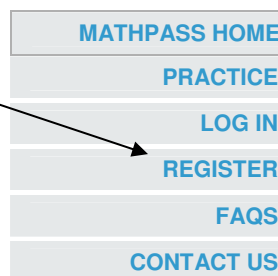 MATHPASS HOME
PRACTICE
LOG IN
REGISTER
FAQS
CONTACT US